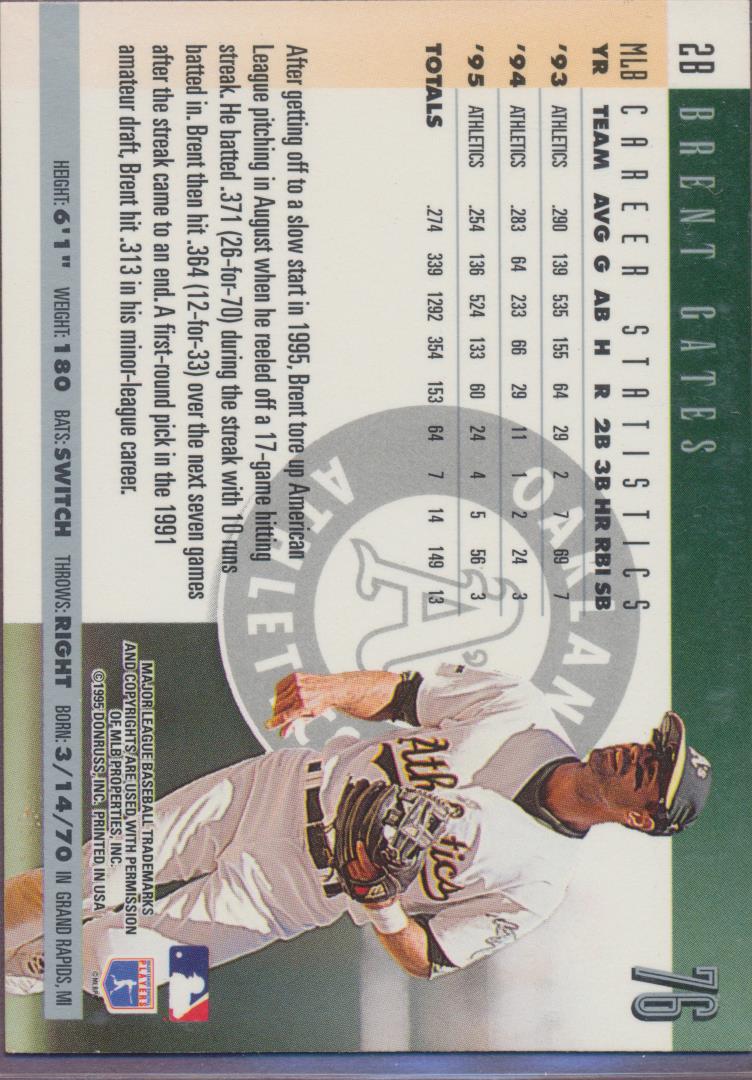 2B BRENT GATES 76
MLB CAREER STATISTICS
YR TEAM AVG G AB H R 2B 3B HR RBI SB
'93 ATHLETICS .290 139 535 155 64 29 2 7 69 7
'94 ATHLETICS .283 64 233 66 29 11 1 2 24 3
'95 ATHLETICS .254 136 524 133 60 24 4 5 56 3
TOTALS .274 339 1292 354 153 64 7 14 149 13
OAKLAND
A's
ATHLETICS
Athletics
After getting off to a slow start in 1995, Brent tore up American
League pitching in August when he reeled off a 17-game hitting
streak. He batted .371 (26-for-70) during the streak with 10 runs
batted in. Brent then hit .364 (12-for-33) over the next seven games
after the streak came to an end. A first-round pick in the 1991
amateur draft, Brent hit .313 in his minor-league career.
MAJOR LEAGUE BASEBALL TRADEMARKS
AND COPYRIGHTS ARE USED WITH PERMISSION
OF MLB PROPERTIES, INC.
©1995 DONRUSS, INC. PRINTED IN USA
PLAYERS
©MLBPA
HEIGHT: 6'1" WEIGHT: 180 BATS: SWITCH THROWS: RIGHT BORN: 3/14/70 IN GRAND RAPIDS, MI